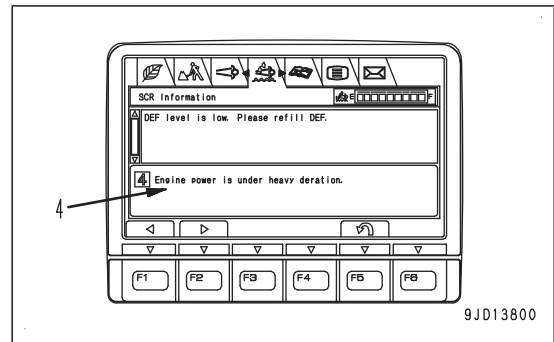 SCR Information
E F
DEF level is low. Please refill DEF.
4 Engine power is under heavy deration.
4
F1 F2 F3 F4 F5 F6
9JD13800